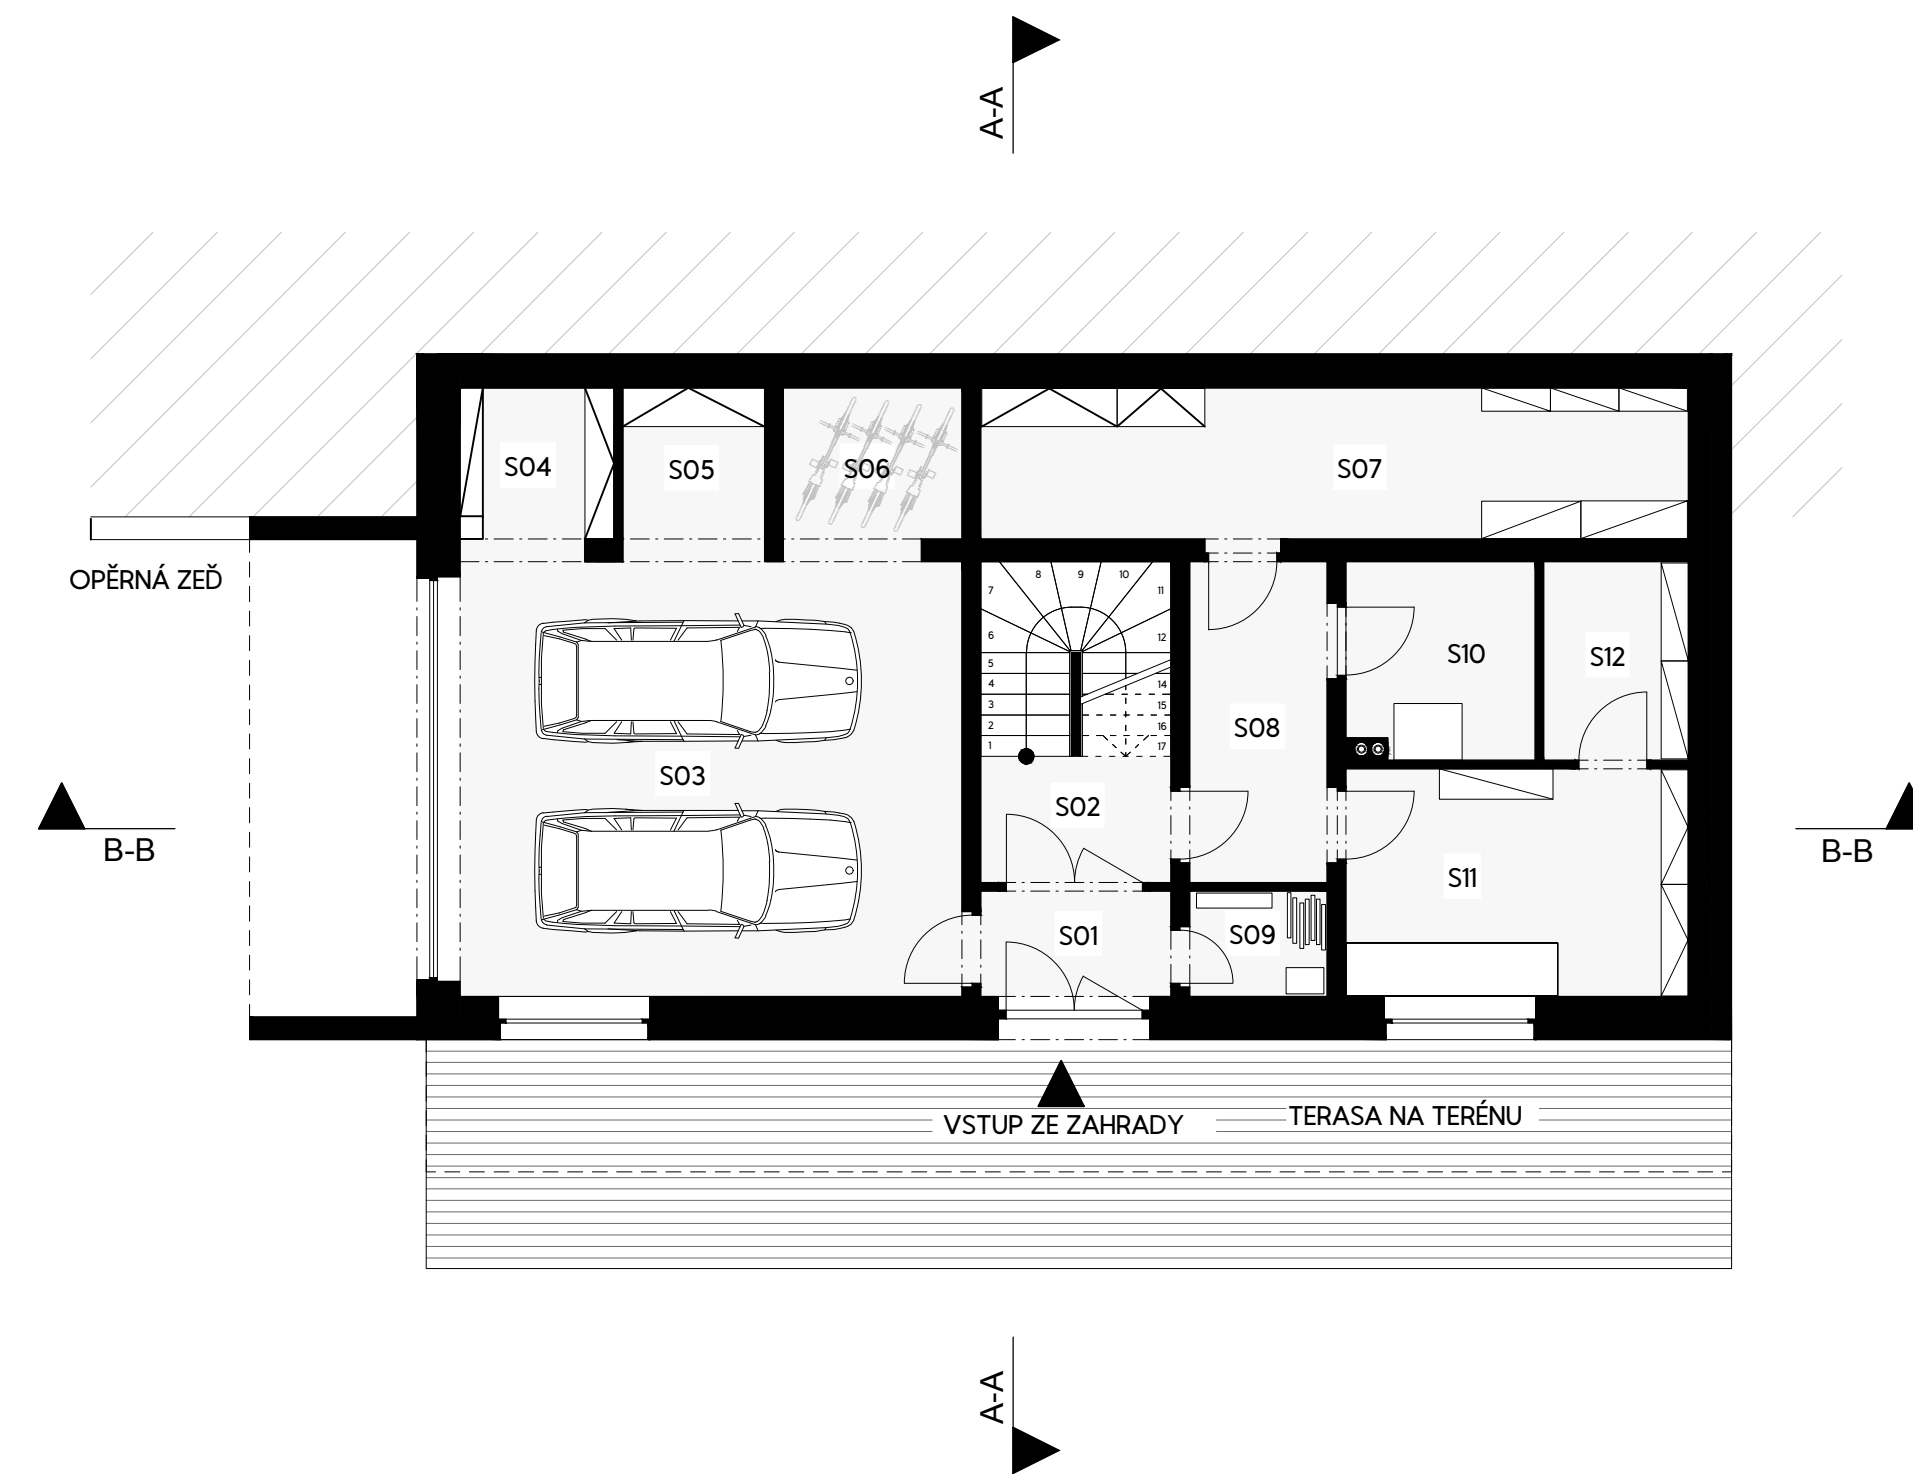 A-A
OPĚRNÁ ZEĎ
S04
S05
S06
S07
7
8
9
10
11
6
12
5
4
14
3
15
2
16
1
17
S10
S12
S08
S03
S02
B-B
B-B
S11
S01
S09
VSTUP ZE ZAHRADY
TERASA NA TERÉNU
A-A